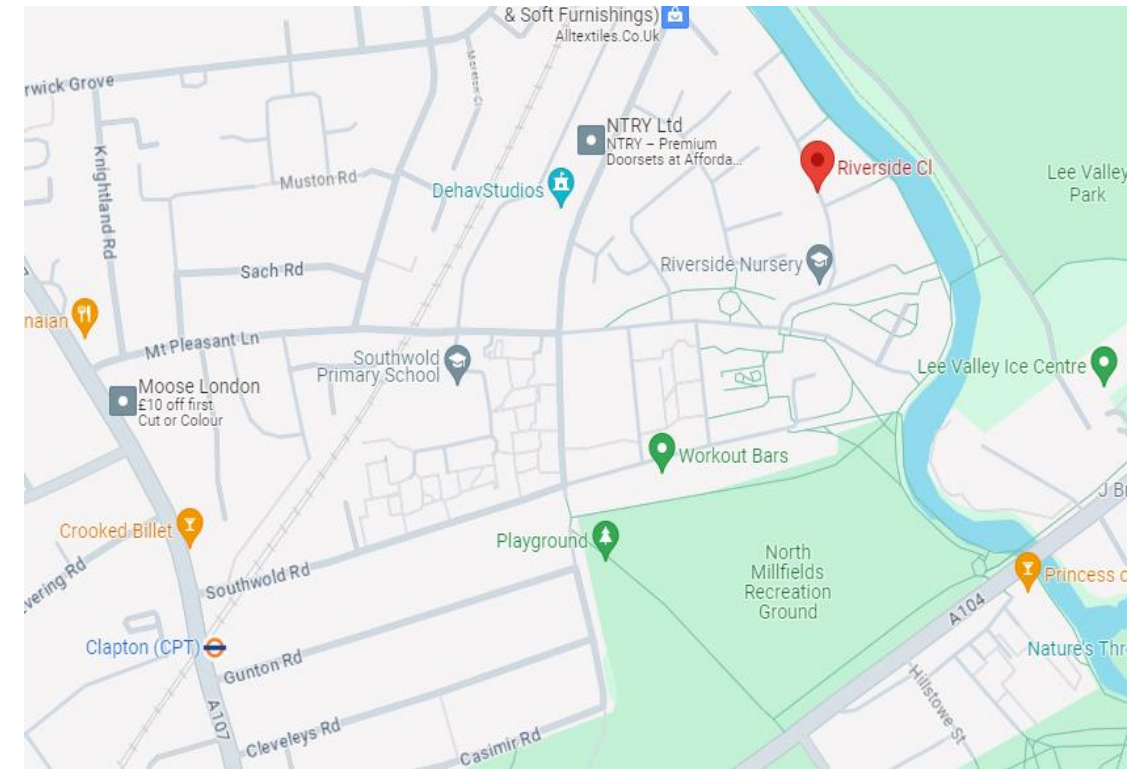 & Soft Furnishings)
Alltextiles.Co.Uk
rwick Grove
Moreton Cl
NTRY Ltd
NTRY – Premium
Doorsets at Afforda...
Knightland Rd
Muston Rd
DehavStudios
Riverside Cl
Lee Valley
Park
Sach Rd
Riverside Nursery
naian
Mt Pleasant Ln
Southwold
Primary School
Lee Valley Ice Centre
Moose London
£10 off first
Cut or Colour
Workout Bars
J Br
Crooked Billet
Playground
North
Millfields
Recreation
Ground
vering Rd
Southwold Rd
Princess o
A104
Clapton (CPT)
Gunton Rd
Nature's Thr
Hillstowe St
A107
Cleveleys Rd
Casimir Rd